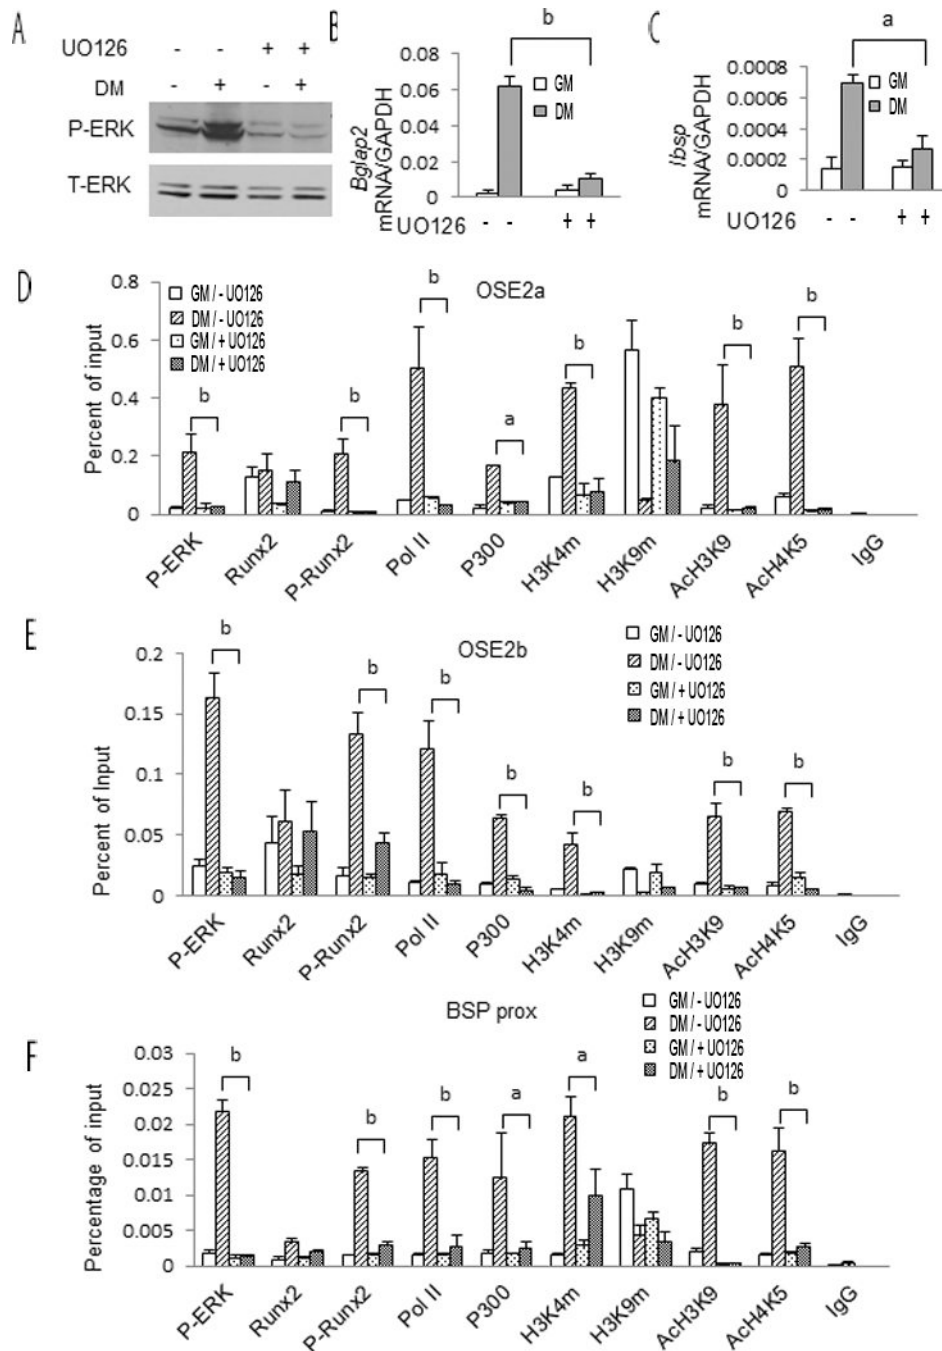 A
UO126 - - + +
DM - + - +
P-ERK
T-ERK
B
b
Bglap2
mRNA/GAPDH
0.08
0.06
0.04
0.02
0
GM
DM
UO126 - - + +
C
a
Ibsp
mRNA/GAPDH
0.0008
0.0006
0.0004
0.0002
0
GM
DM
UO126 - - + +
D
OSE2a
GM / - UO126
DM / - UO126
GM / + UO126
DM / + UO126
Percent of input
0.8
0.6
0.4
0.2
0
b b b a b b b
P-ERK Runx2 P-Runx2 Pol II P300 H3K4m H3K9m AcH3K9 AcH4K5 IgG
E
OSE2b
GM / - UO126
DM / - UO126
GM / + UO126
DM / + UO126
Percent of Input
0.2
0.15
0.1
0.05
0
b b b b b b b
P-ERK Runx2 P-Runx2 Pol II P300 H3K4m H3K9m AcH3K9 AcH4K5 IgG
F
BSP prox
GM / - UO126
DM / - UO126
GM / + UO126
DM / + UO126
Percentage of input
0.03
0.025
0.02
0.015
0.01
0.005
0
b b b a a b b
P-ERK Runx2 P-Runx2 Pol II P300 H3K4m H3K9m AcH3K9 AcH4K5 IgG